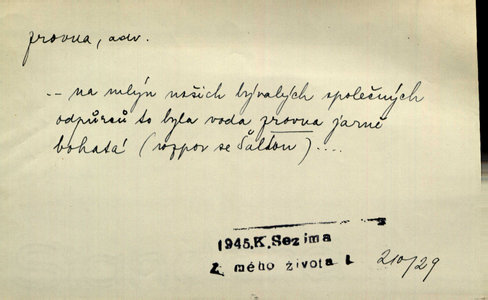 zrovna, adv.
.. na mlýn našich bývalých společných
odpůrců to byla voda zrovna jarně
bohatá (rozpor se Šaldou) ....
1945.K.Sezima
Z mého života I
210/29